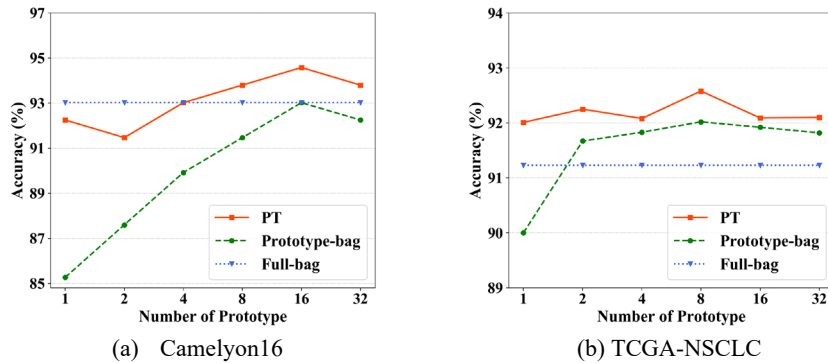 97
95
93
91
89
87
85
Accuracy (%)
PT
Prototype-bag
Full-bag
1 2 4 8 16 32
Number of Prototype
(a) Camelyon16
94
93
92
91
90
89
Accuracy (%)
PT
Prototype-bag
Full-bag
1 2 4 8 16 32
Number of Prototype
(b) TCGA-NSCLC